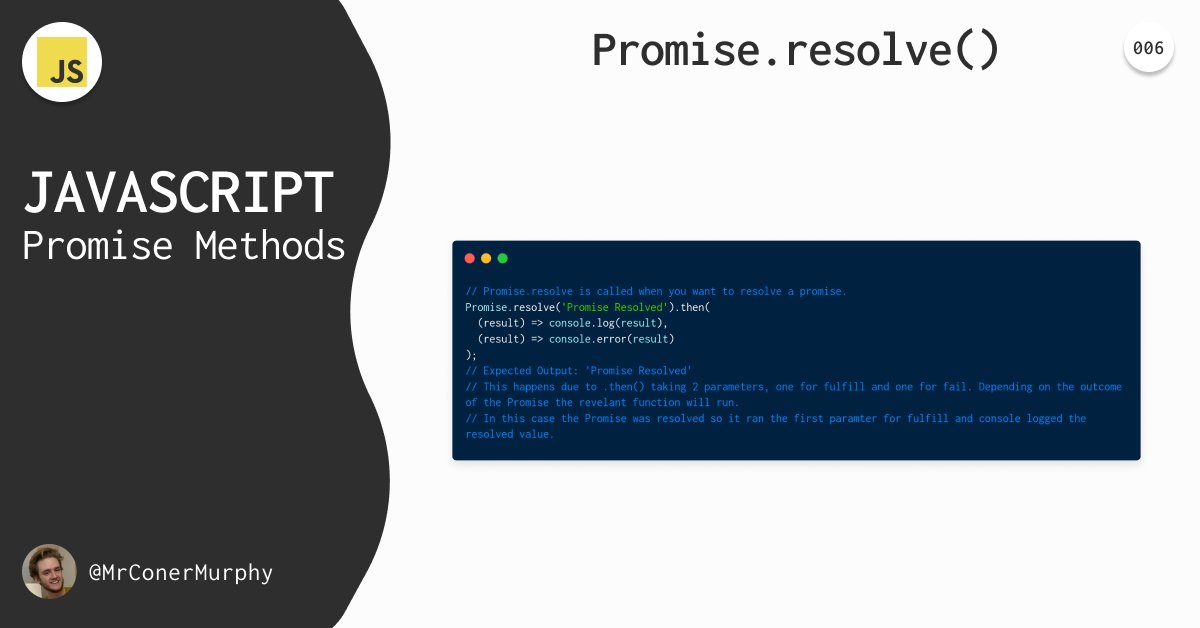 JS
JAVASCRIPT
Promise Methods
@MrConerMurphy
Promise.resolve()
006
// Promise.resolve is called when you want to resolve a promise.
Promise.resolve('Promise Resolved').then(
  (result) => console.log(result),
  (result) => console.error(result)
);
// Expected Output: 'Promise Resolved'
// This happens due to .then() taking 2 parameters, one for fulfill and one for fail. Depending on the outcome
of the Promise the revelant function will run.
// In this case the Promise was resolved so it ran the first paramter for fulfill and console logged the
resolved value.